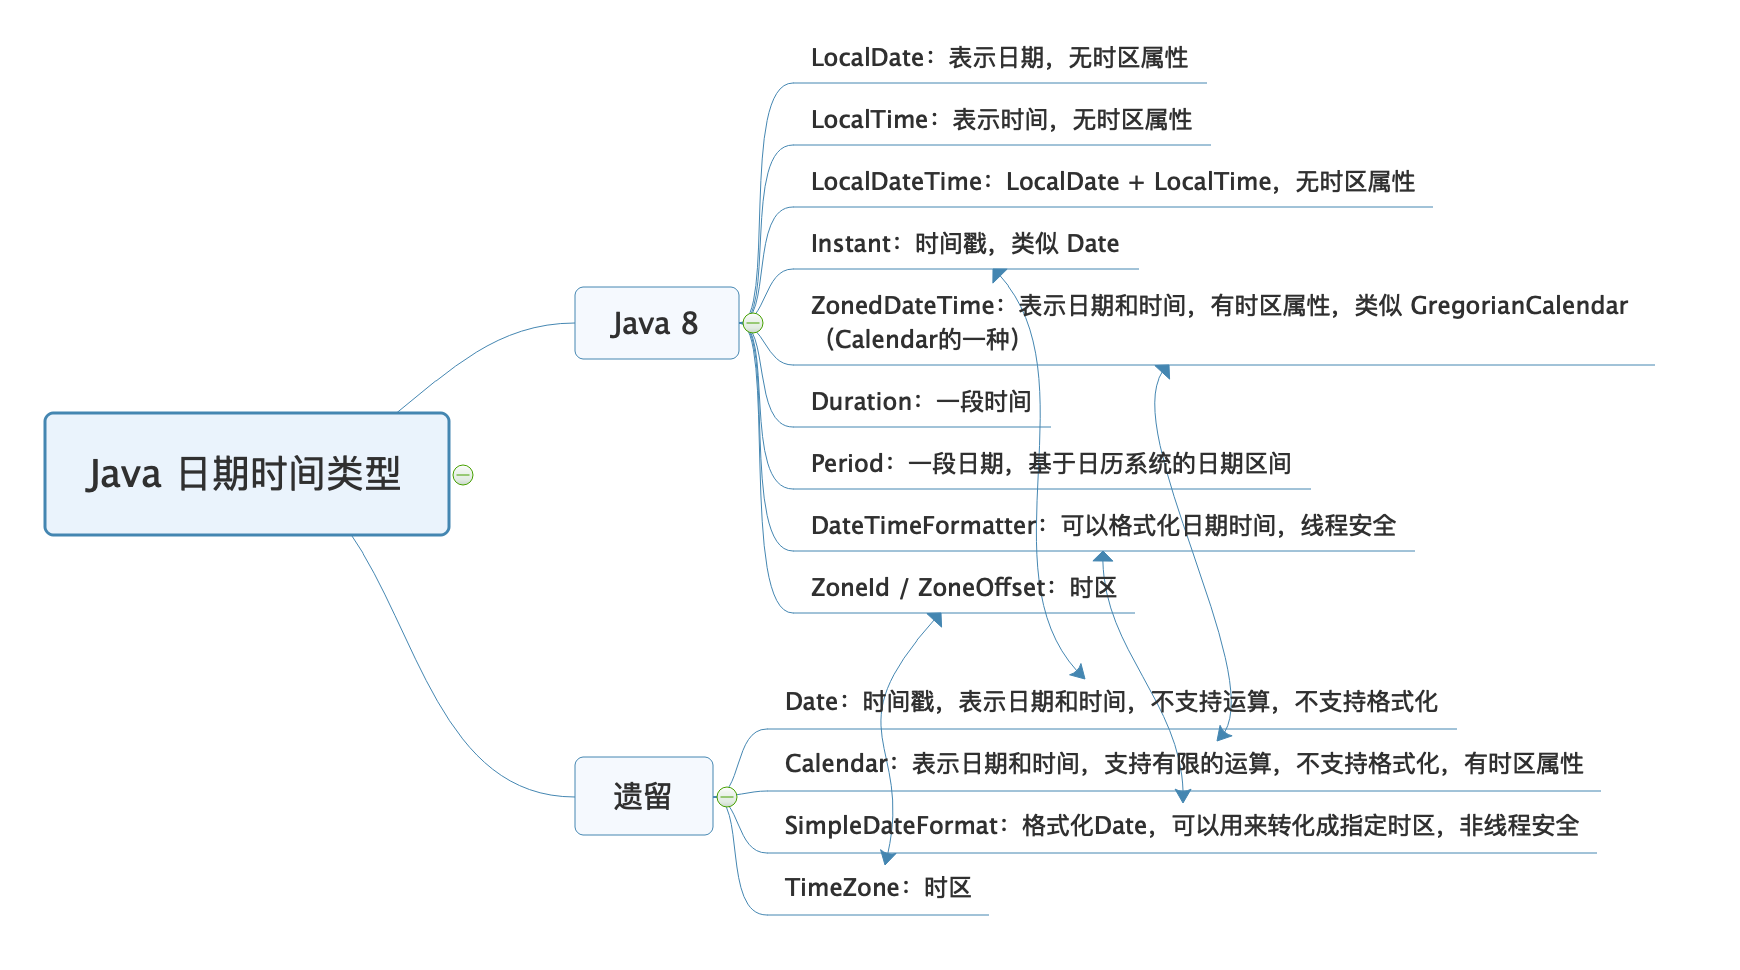 Java 日期时间类型
Java 8
LocalDate：表示日期，无时区属性
LocalTime：表示时间，无时区属性
LocalDateTime：LocalDate + LocalTime，无时区属性
Instant：时间戳，类似 Date
ZonedDateTime：表示日期和时间，有时区属性，类似 GregorianCalendar
（Calendar的一种）
Duration：一段时间
Period：一段日期，基于日历系统的日期区间
DateTimeFormatter：可以格式化日期时间，线程安全
ZoneId / ZoneOffset：时区
遗留
Date：时间戳，表示日期和时间，不支持运算，不支持格式化
Calendar：表示日期和时间，支持有限的运算，不支持格式化，有时区属性
SimpleDateFormat：格式化Date，可以用来转化成指定时区，非线程安全
TimeZone：时区